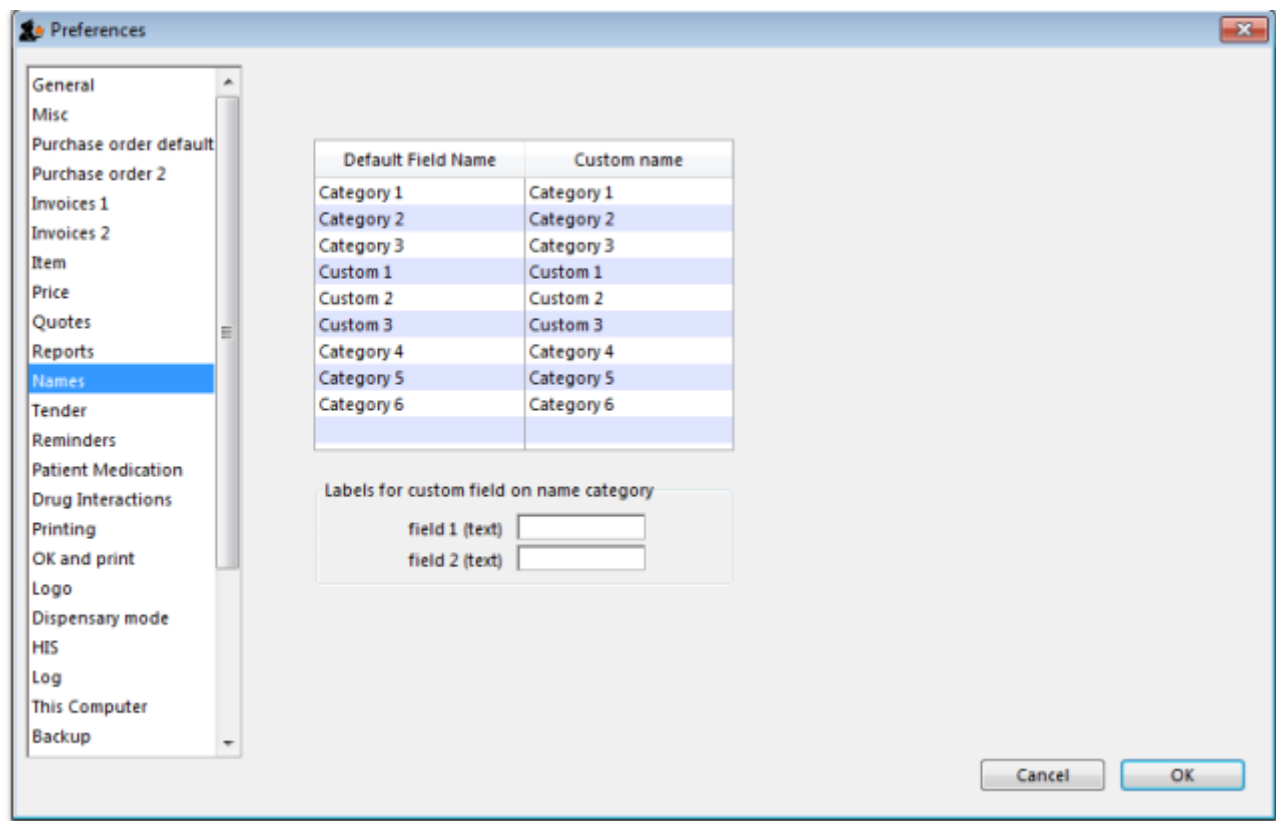 Preferences
General
Misc
Purchase order default
Purchase order 2
Invoices 1
Invoices 2
Item
Price
Quotes
Reports
Names
Tender
Reminders
Patient Medication
Drug Interactions
Printing
OK and print
Logo
Dispensary mode
HIS
Log
This Computer
Backup
Default Field Name Custom name
Category 1 Category 1
Category 2 Category 2
Category 3 Category 3
Custom 1 Custom 1
Custom 2 Custom 2
Custom 3 Custom 3
Category 4 Category 4
Category 5 Category 5
Category 6 Category 6
Labels for custom field on name category
field 1 (text)
field 2 (text)
Cancel OK